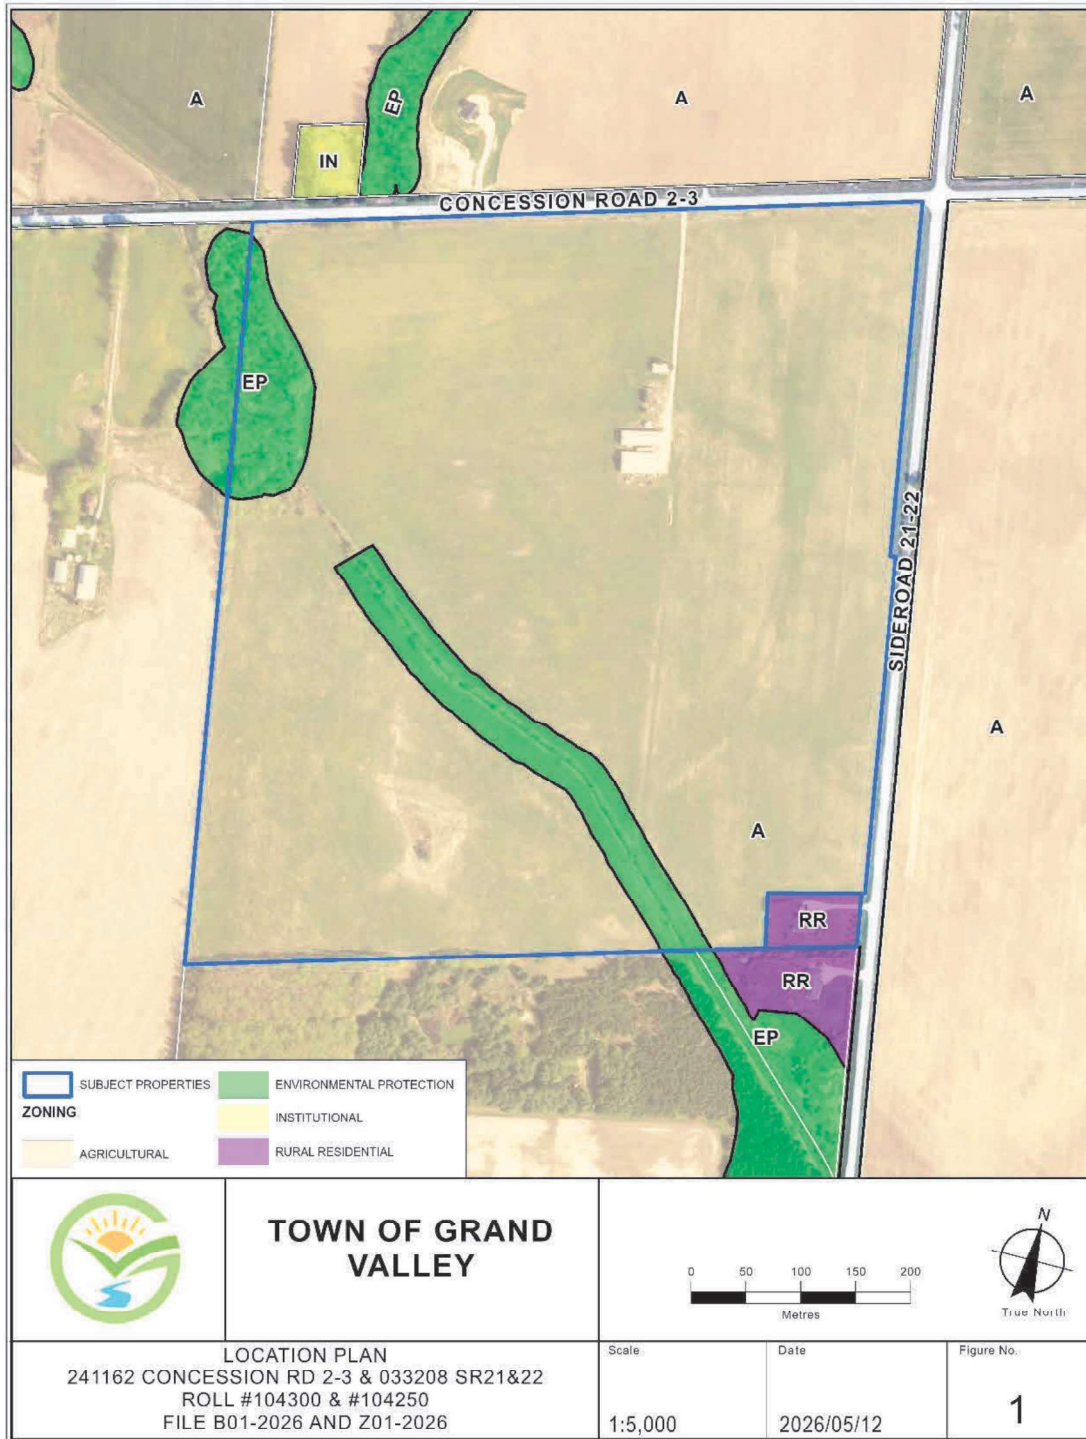 A
EP
A
A
IN
CONCESSION ROAD 2-3
EP
SIDEROAD 21-22
A
A
RR
RR
EP
SUBJECT PROPERTIES
ZONING
AGRICULTURAL
ENVIRONMENTAL PROTECTION
INSTITUTIONAL
RURAL RESIDENTIAL
TOWN OF GRAND
VALLEY
0 50 100 150 200
Metres
N
True North
LOCATION PLAN
241162 CONCESSION RD 2-3 & 033208 SR21&22
ROLL #104300 & #104250
FILE B01-2026 AND Z01-2026
Scale
1:5,000
Date
2026/05/12
Figure No.
1